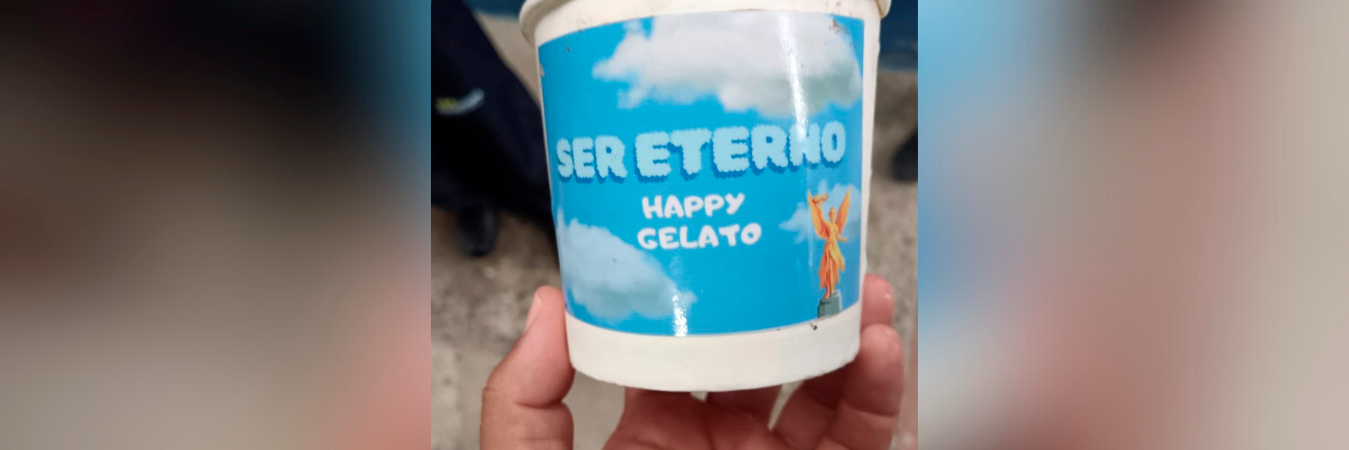 SER ETERNO
HAPPY
GELATO